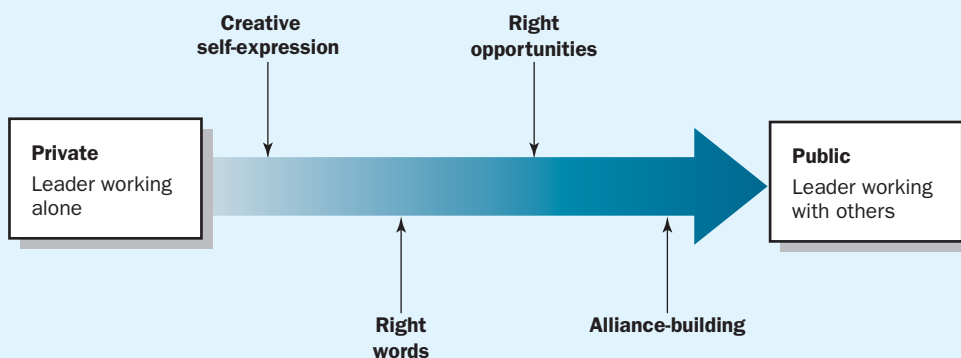 Creative
self-expression
Right
opportunities
Private
Leader working
alone
Public
Leader working
with others
Right
words
Alliance-building